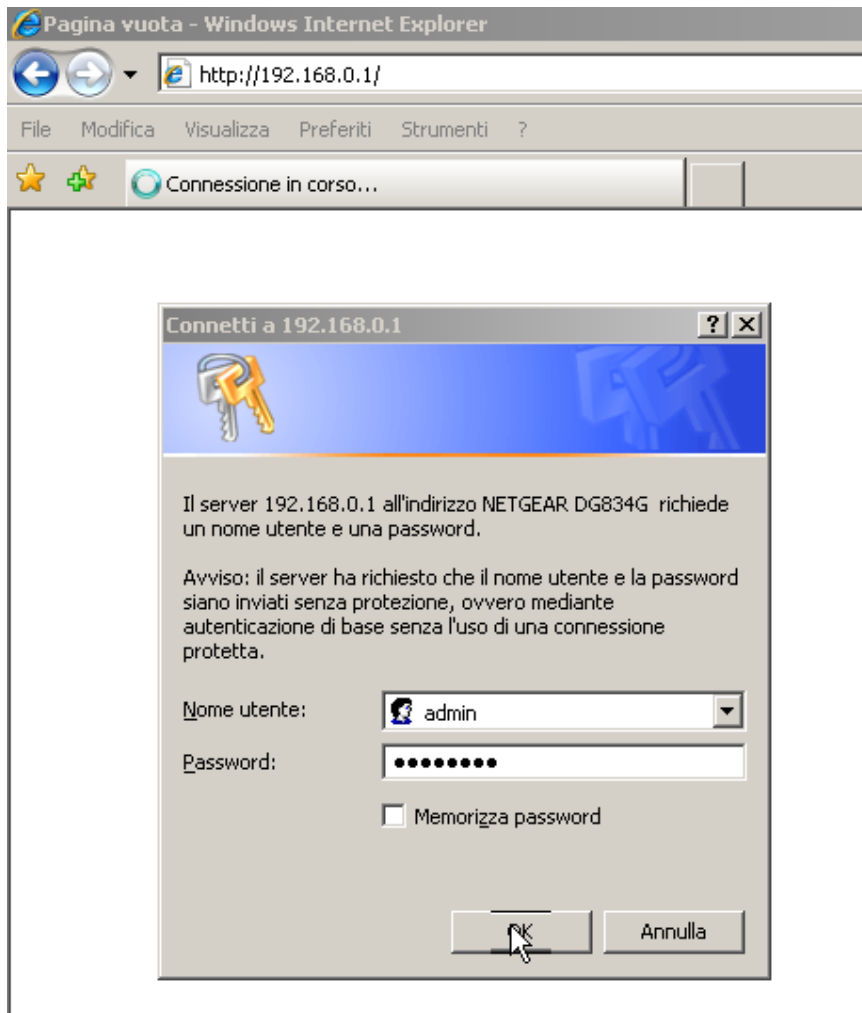 Pagina vuota - Windows Internet Explorer
http://192.168.0.1/
File Modifica Visualizza Preferiti Strumenti ?
Connessione in corso...
Connetti a 192.168.0.1
Il server 192.168.0.1 all'indirizzo NETGEAR DG834G richiede
un nome utente e una password.
Avviso: il server ha richiesto che il nome utente e la password
siano inviati senza protezione, ovvero mediante
autenticazione di base senza l'uso di una connessione
protetta.
Nome utente: admin
Password: ●●●●●●●●
Memorizza password
OK Annulla